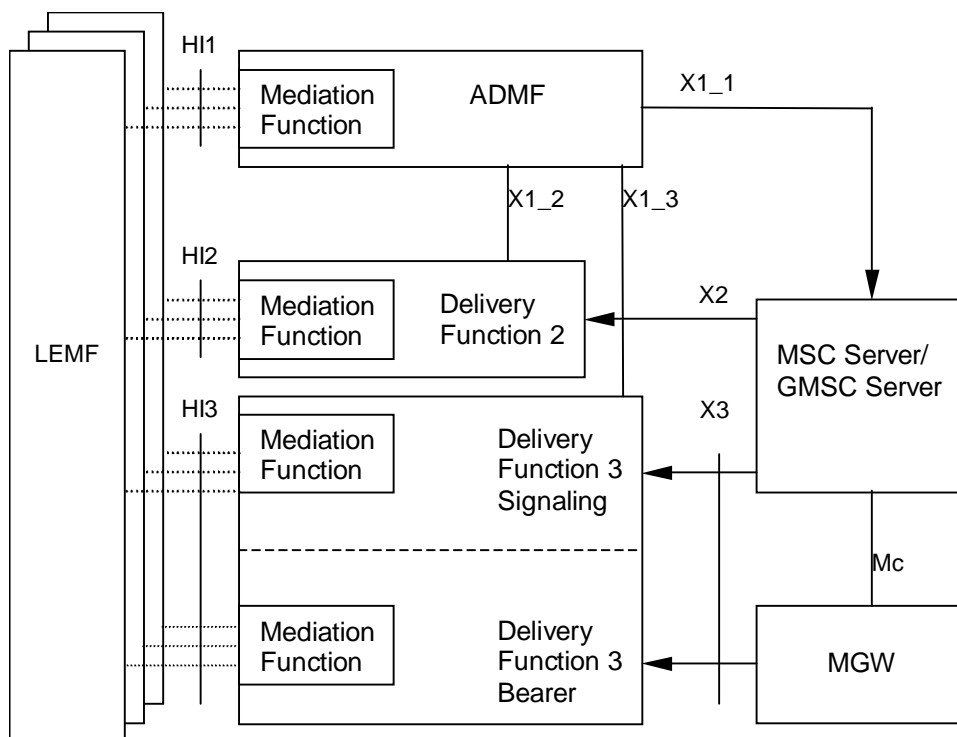 HI1
Mediation
Function
ADMF
X1_1
X1_2
X1_3
HI2
Mediation
Function
Delivery
Function 2
X2
LEMF
MSC Server/
GMSC Server
HI3
Mediation
Function
Delivery
Function 3
Signaling
X3
Mc
Mediation
Function
Delivery
Function 3
Bearer
MGW